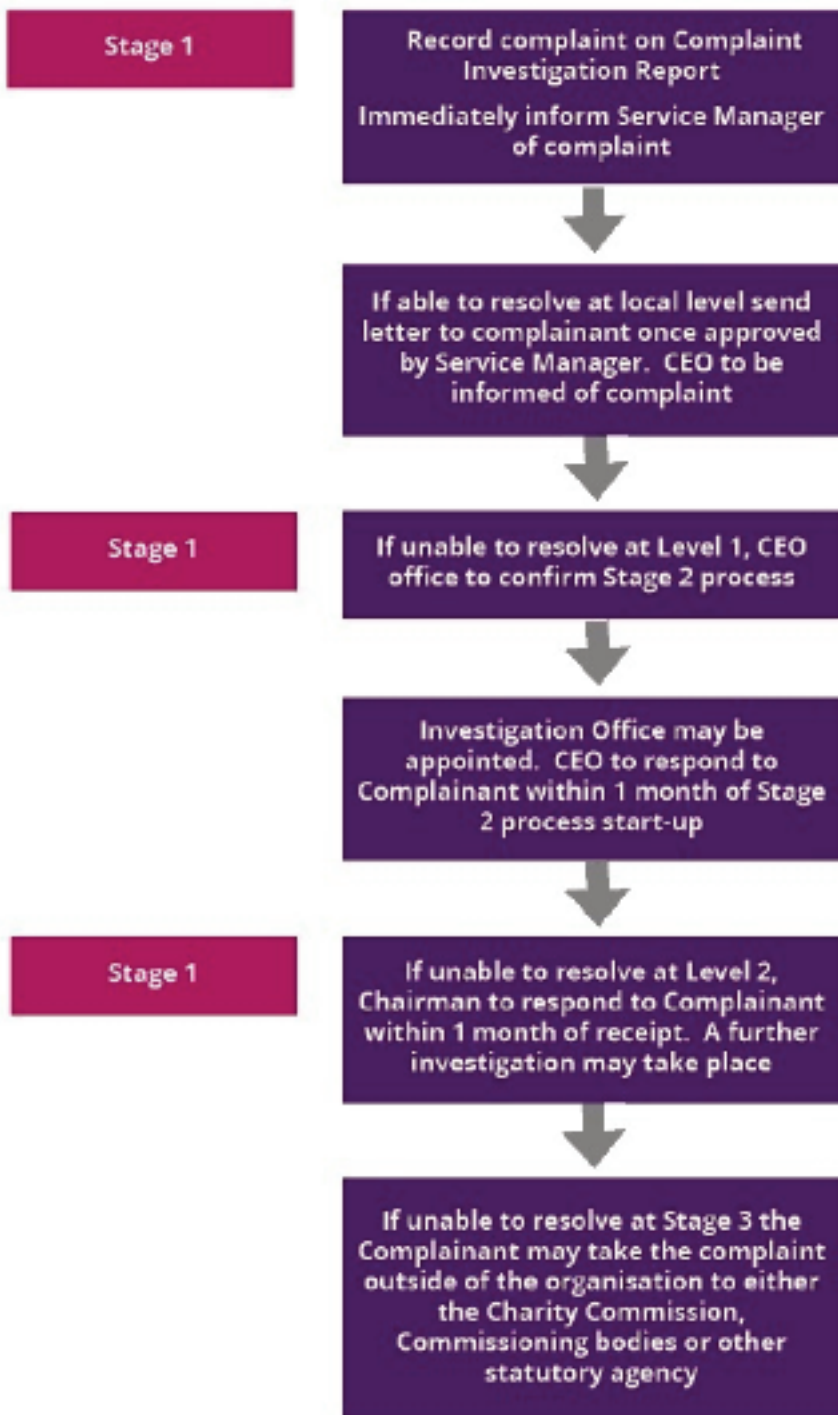 Stage 1
Record complaint on Complaint
Investigation Report
Immediately inform Service Manager
of complaint
If able to resolve at local level send
letter to complainant once approved
by Service Manager. CEO to be
informed of complaint
Stage 1
If unable to resolve at Level 1, CEO
office to confirm Stage 2 process
Investigation Office may be
appointed. CEO to respond to
Complainant within 1 month of Stage
2 process start-up
Stage 1
If unable to resolve at Level 2,
Chairman to respond to Complainant
within 1 month of receipt. A further
investigation may take place
If unable to resolve at Stage 3 the
Complainant may take the complaint
outside of the organisation to either
the Charity Commission,
Commissioning bodies or other
statutory agency